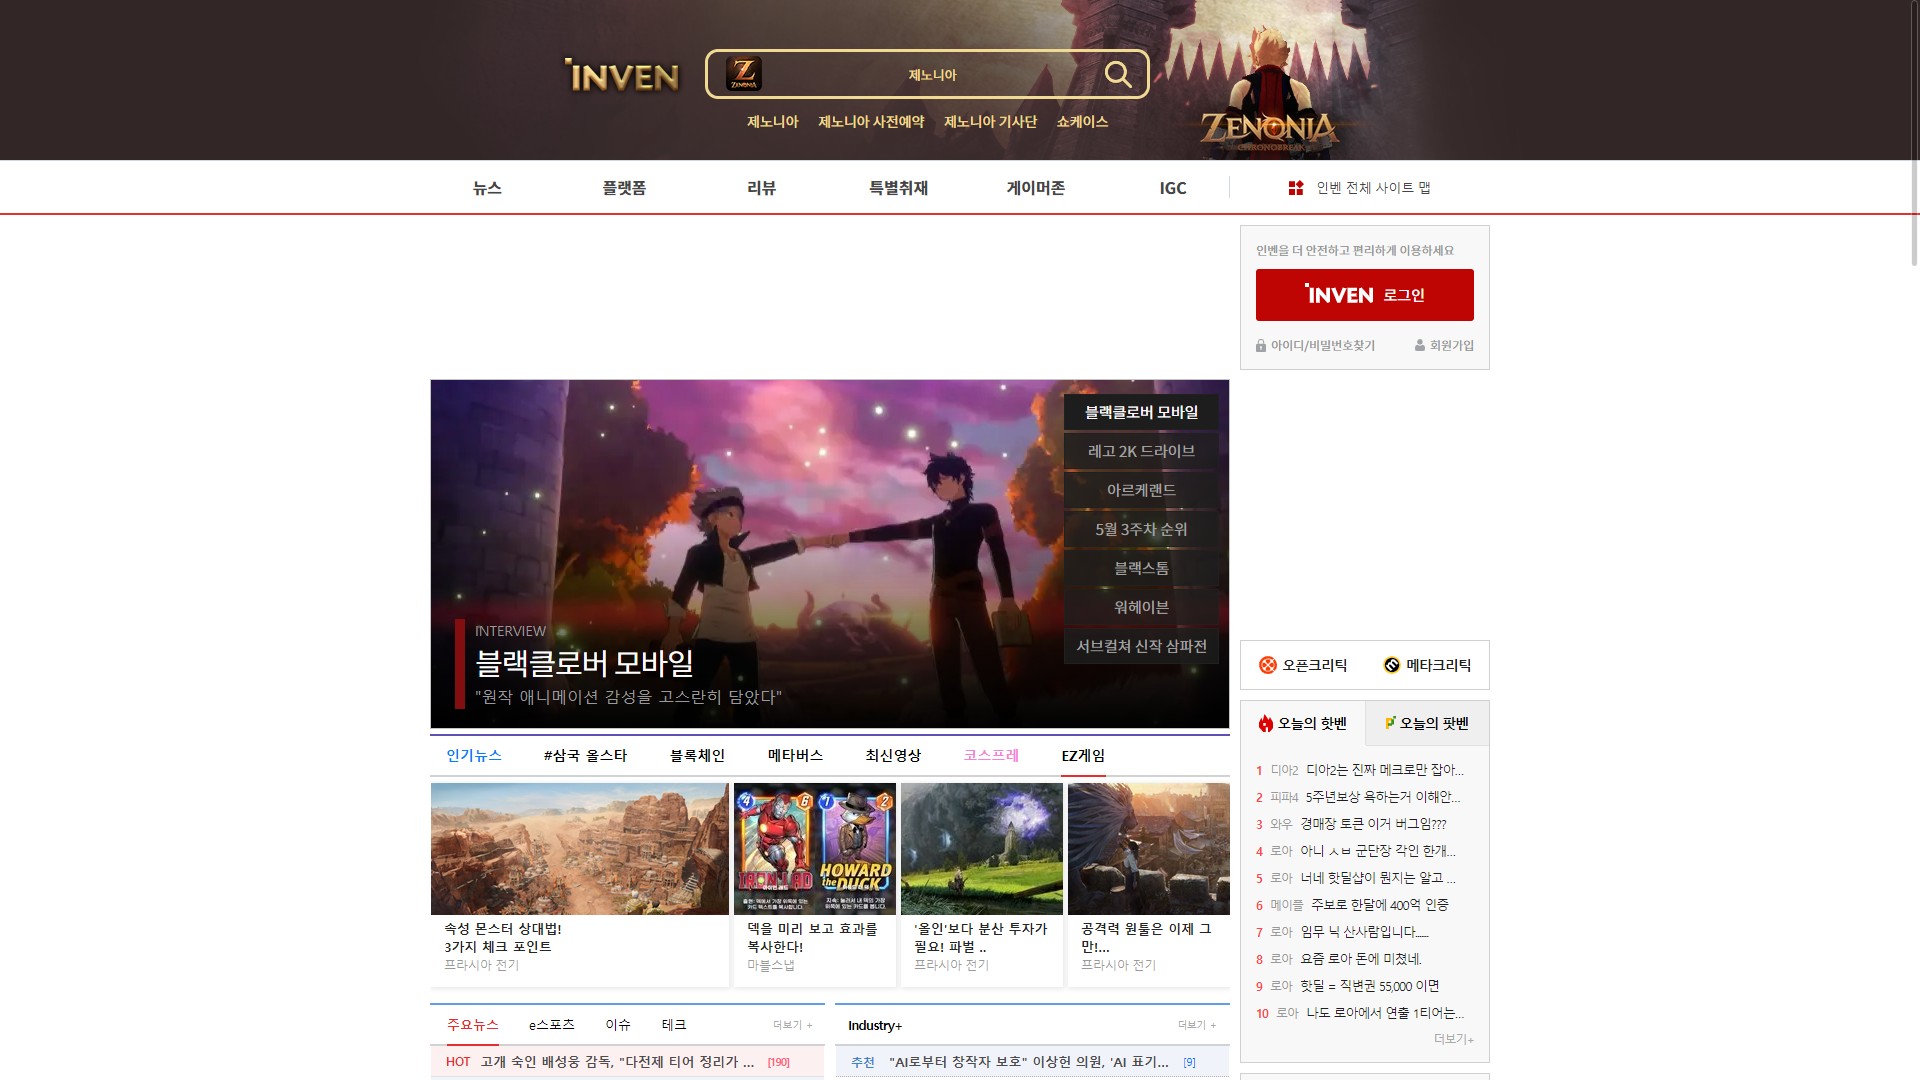 INVEN
ZENONIA
제노니아
제노니아 제노니아 사전예약 제노니아 기사단 쇼케이스
ZENONIA
CHRONOBREAK
뉴스 플랫폼 리뷰 특별취재 게이머존 IGC 인벤 전체 사이트 맵
인벤을 더 안전하고 편리하게 이용하세요
INVEN 로그인
아이디/비밀번호찾기 회원가입
블랙클로버 모바일
레고 2K 드라이브
아르케랜드
5월 3주차 순위
블랙스톰
워헤이븐
서브컬쳐 신작 삼파전
INTERVIEW
블랙클로버 모바일
"원작 애니메이션 감성을 고스란히 담았다"
오픈크리틱 메타크리틱
오늘의 핫벤 오늘의 팟벤
1 디아2 디아2는 진짜 메크로만 잡아...
2 피파4 5주년보상 욕하는거 이해안...
3 와우 경매장 토큰 이거 버그임???
4 로아 아니 ㅅㅂ 군단장 각인 한개...
5 로아 너네 핫딜샵이 뭔지는 알고 ...
6 메이플 주보로 한달에 400억 인증
7 로아 임무 닉 산사람입니다......
8 로아 요즘 로아 돈에 미쳤네.
9 로아 핫딜 = 직변권 55,000 이면
10 로아 나도 로아에서 연출 1티어는...
더보기+
인기뉴스 #삼국 올스타 블록체인 메타버스 최신영상 코스프레 EZ게임
4 6 1 2
IRON LAD
HOWARD
the DUCK
속성 몬스터 상대법!
3가지 체크 포인트
프라시아 전기
덱을 미리 보고 효과를
복사한다!
마블스냅
'올인'보다 분산 투자가
필요! 파벌 ..
프라시아 전기
공격력 원툴은 이제 그
만!...
프라시아 전기
주요뉴스 e스포츠 이슈 테크 더보기 +
HOT 고개 숙인 배성웅 감독, "다전제 티어 정리가 ... [190]
Industry+ 더보기 +
추천 "AI로부터 창작자 보호" 이상헌 의원, 'AI 표기... [9]